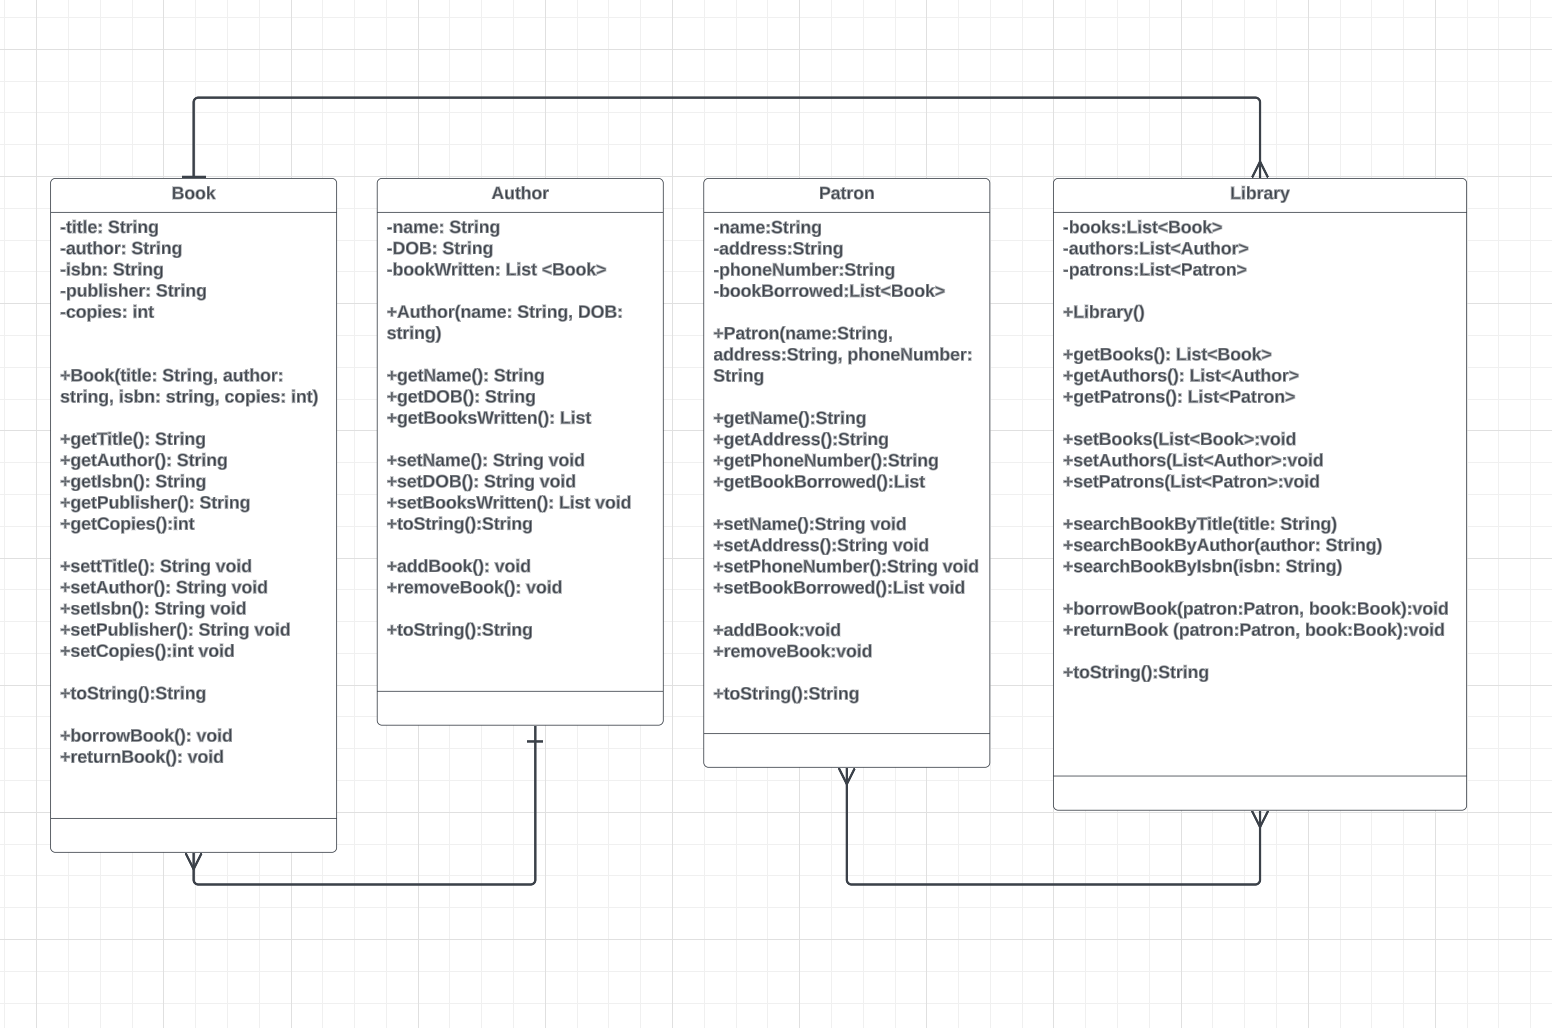 Book
-title: String
-author: String
-isbn: String
-publisher: String
-copies: int
+Book(title: String, author:
string, isbn: string, copies: int)
+getTitle(): String
+getAuthor(): String
+getIsbn(): String
+getPublisher(): String
+getCopies():int
+settTitle(): String void
+setAuthor(): String void
+setIsbn(): String void
+setPublisher(): String void
+setCopies():int void
+toString():String
+borrowBook(): void
+returnBook(): void
Author
-name: String
-DOB: String
-bookWritten: List <Book>
+Author(name: String, DOB:
string)
+getName(): String
+getDOB(): String
+getBooksWritten(): List
+setName(): String void
+setDOB(): String void
+setBooksWritten(): List void
+toString():String
+addBook(): void
+removeBook(): void
+toString():String
Patron
-name:String
-address:String
-phoneNumber:String
-bookBorrowed:List<Book>
+Patron(name:String,
address:String, phoneNumber:
String
+getName():String
+getAddress():String
+getPhoneNumber():String
+getBookBorrowed():List
+setName():String void
+setAddress():String void
+setPhoneNumber():String void
+setBookBorrowed():List void
+addBook:void
+removeBook:void
+toString():String
Library
-books:List<Book>
-authors:List<Author>
-patrons:List<Patron>
+Library()
+getBooks(): List<Book>
+getAuthors(): List<Author>
+getPatrons(): List<Patron>
+setBooks(List<Book>:void
+setAuthors(List<Author>:void
+setPatrons(List<Patron>:void
+searchBookByTitle(title: String)
+searchBookByAuthor(author: String)
+searchBookByIsbn(isbn: String)
+borrowBook(patron:Patron, book:Book):void
+returnBook (patron:Patron, book:Book):void
+toString():String